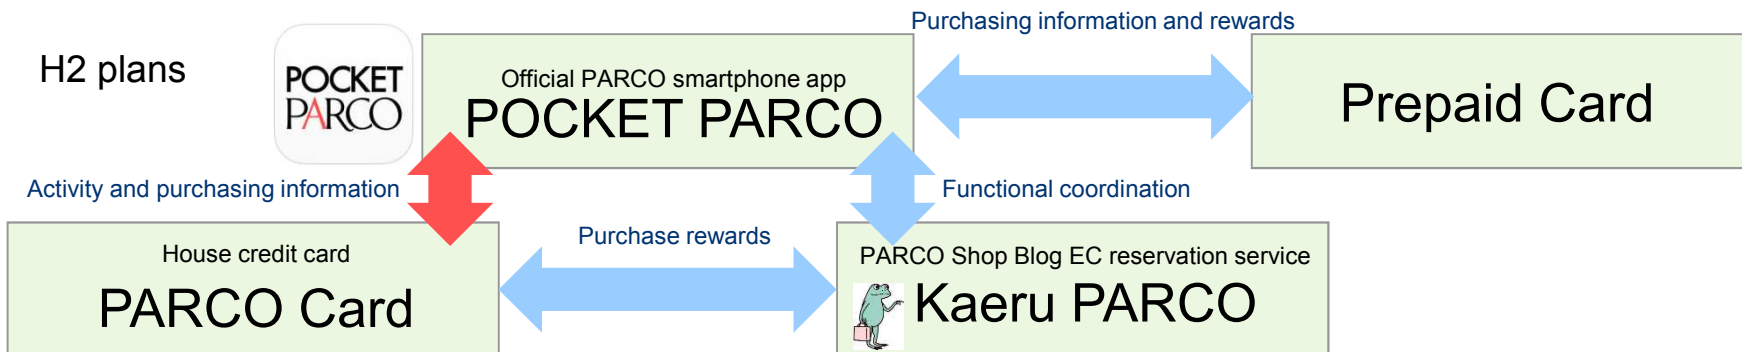 Purchasing information and rewards
H2 plans
POCKET
PARCO
Official PARCO smartphone app
POCKET PARCO
Prepaid Card
Activity and purchasing information
Functional coordination
House credit card
PARCO Card
Purchase rewards
PARCO Shop Blog EC reservation service
Kaeru PARCO